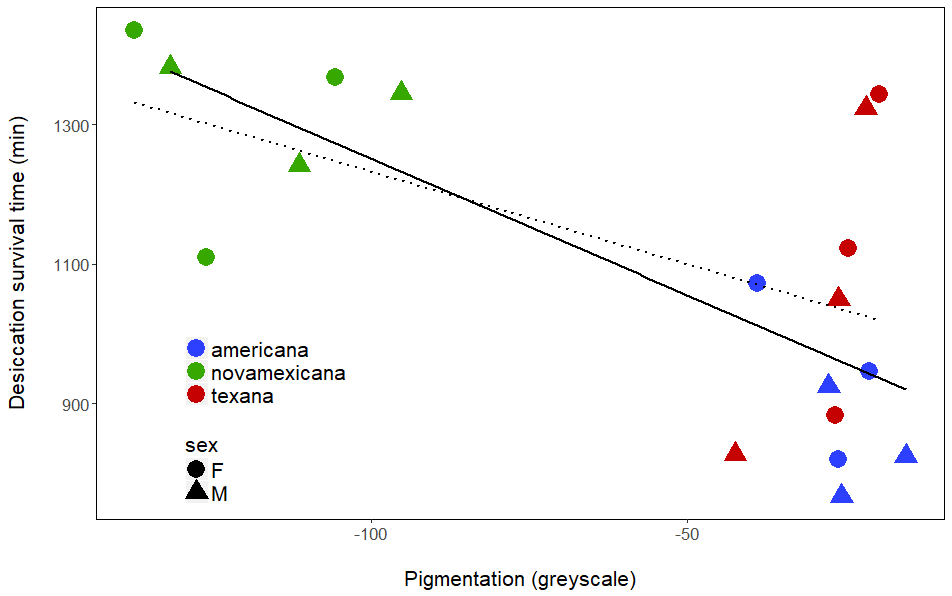 Desiccation survival time (min)
1300
1100
900
americana
novamexicana
texana
sex
F
M
-100
-50
Pigmentation (greyscale)